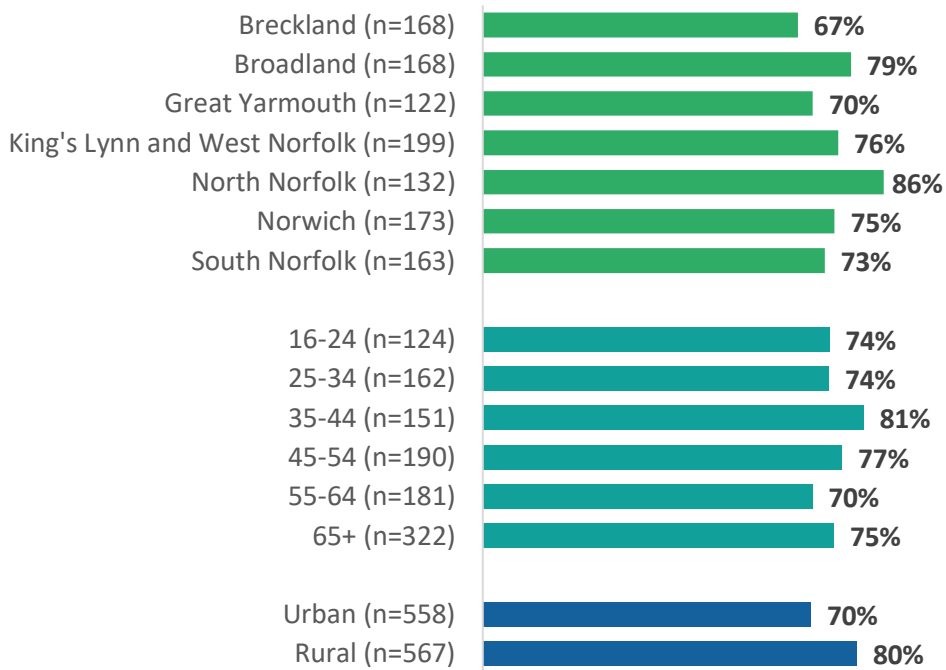 Breckland (n=168) 67%
Broadland (n=168) 79%
Great Yarmouth (n=122) 70%
King's Lynn and West Norfolk (n=199) 76%
North Norfolk (n=132) 86%
Norwich (n=173) 75%
South Norfolk (n=163) 73%
16-24 (n=124) 74%
25-34 (n=162) 74%
35-44 (n=151) 81%
45-54 (n=190) 77%
55-64 (n=181) 70%
65+ (n=322) 75%
Urban (n=558) 70%
Rural (n=567) 80%